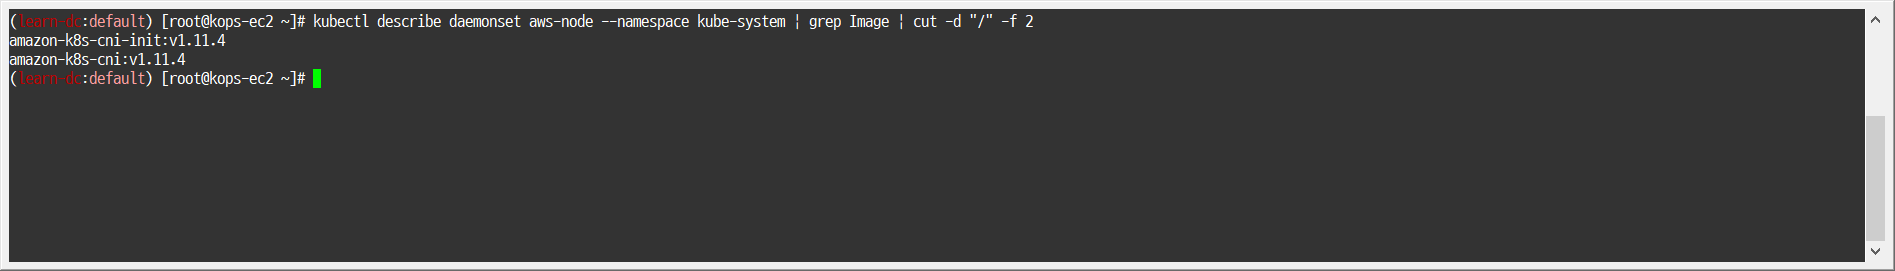 (learn-dc:default) [root@kops-ec2 ~]# kubectl describe daemonset aws-node --namespace kube-system | grep Image | cut -d "/" -f 2
amazon-k8s-cni-init:v1.11.4
amazon-k8s-cni:v1.11.4
(learn-dc:default) [root@kops-ec2 ~]#